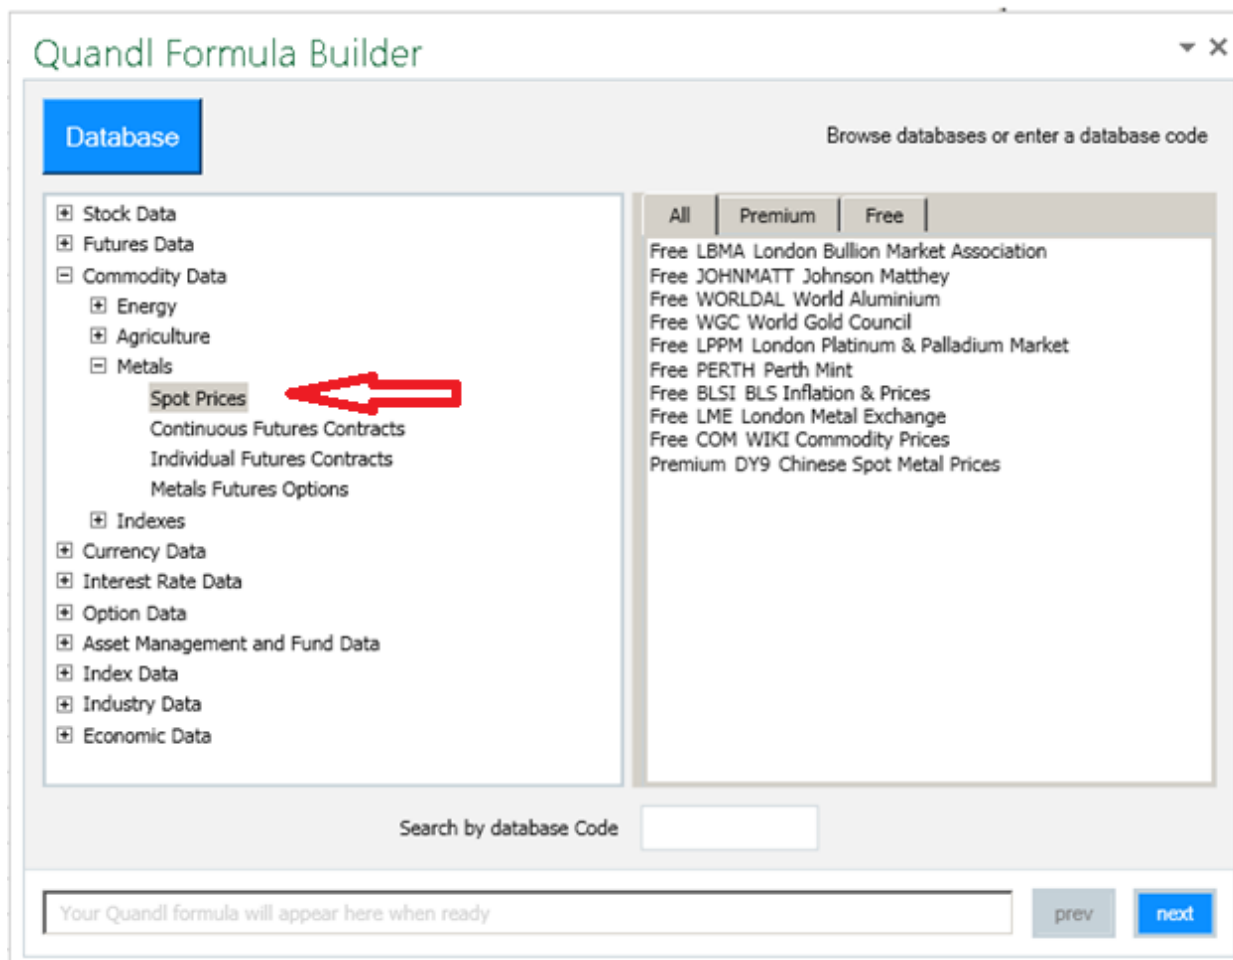 Quandl Formula Builder
Database
Browse databases or enter a database code
Stock Data
Futures Data
Commodity Data
Energy
Agriculture
Metals
Spot Prices
Continuous Futures Contracts
Individual Futures Contracts
Metals Futures Options
Indexes
Currency Data
Interest Rate Data
Option Data
Asset Management and Fund Data
Index Data
Industry Data
Economic Data
All Premium Free
Free LBMA London Bullion Market Association
Free JOHNMATT Johnson Matthey
Free WORLDAL World Aluminium
Free WGC World Gold Council
Free LPPM London Platinum & Palladium Market
Free PERTH Perth Mint
Free BLSI BLS Inflation & Prices
Free LME London Metal Exchange
Free COM WIKI Commodity Prices
Premium DY9 Chinese Spot Metal Prices
Search by database Code
Your Quandl formula will appear here when ready
prev next